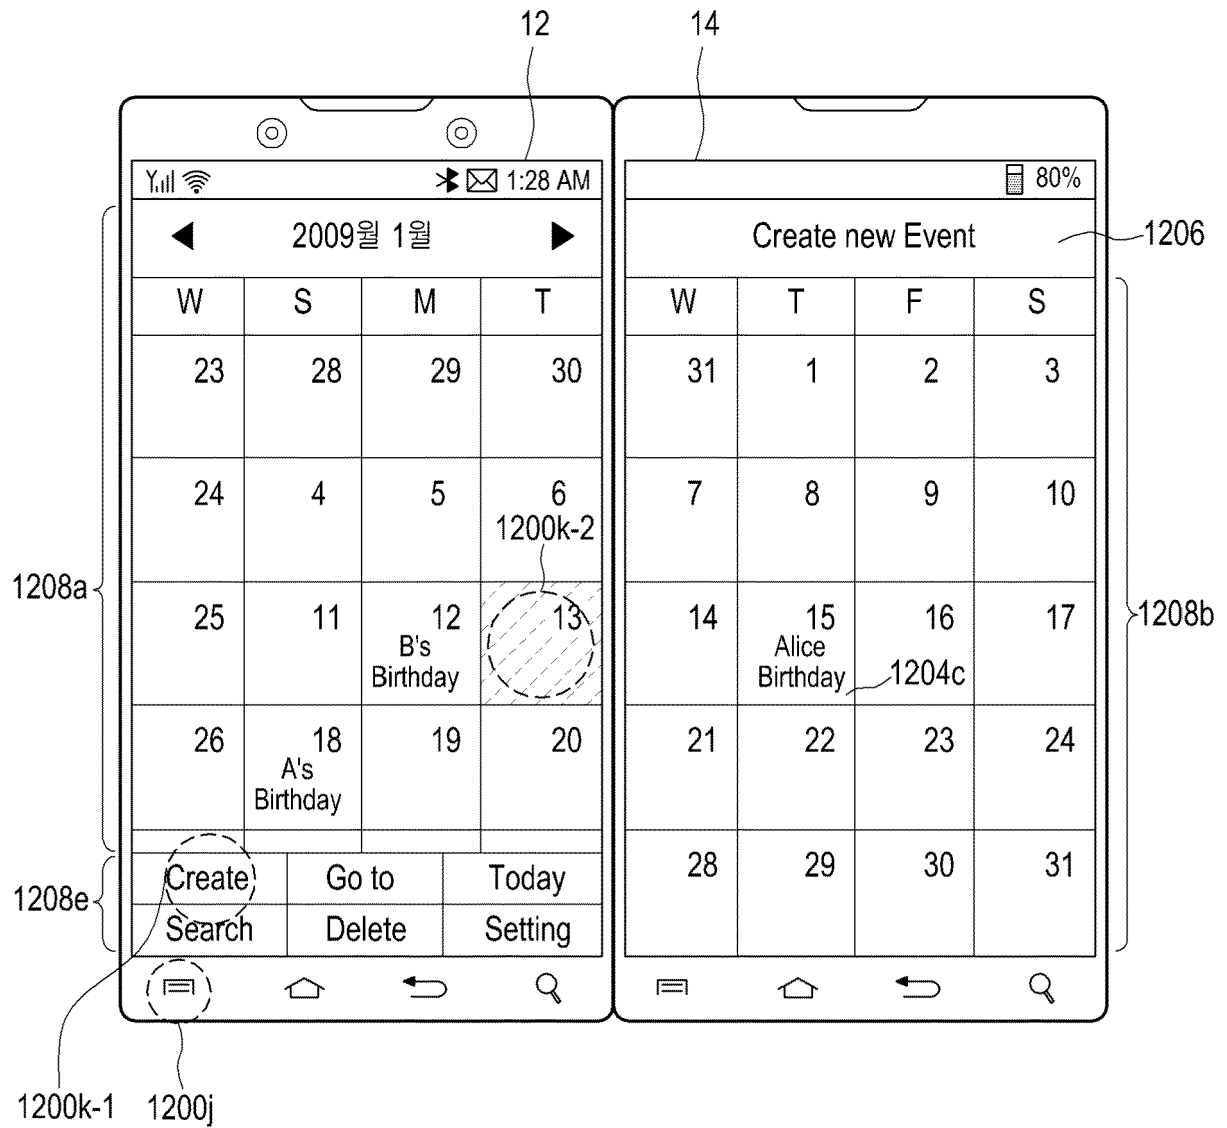 12 14
1:28 AM 80%
2009월 1월 Create new Event 1206
W S M T W T F S
23 28 29 30 31 1 2 3
24 4 5 6 7 8 9 10
1200k-2
1208a 1208b
25 11 12 13 14 15 16 17
B's Alice
Birthday Birthday 1204c
26 18 19 20 21 22 23 24
A's
Birthday
28 29 30 31
1208e Create Go to Today
Search Delete Setting
1200k-1 1200j